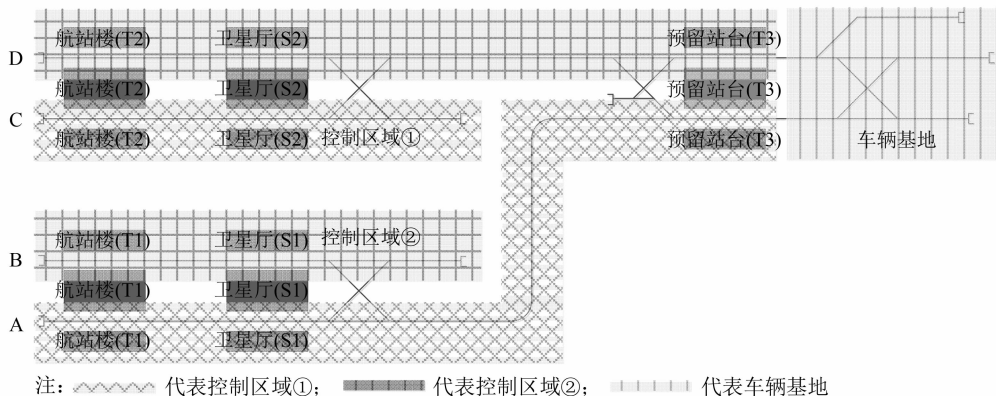 航站楼(T2) 卫星厅(S2) 预留站台(T3)
D
航站楼(T2) 卫星厅(S2) 预留站台(T3)
C
航站楼(T2) 卫星厅(S2) 控制区域① 预留站台(T3) 车辆基地
航站楼(T1) 卫星厅(S1) 控制区域②
B
航站楼(T1) 卫星厅(S1)
A
航站楼(T1) 卫星厅(S1)
注: 代表控制区域①; 代表控制区域②; 代表车辆基地